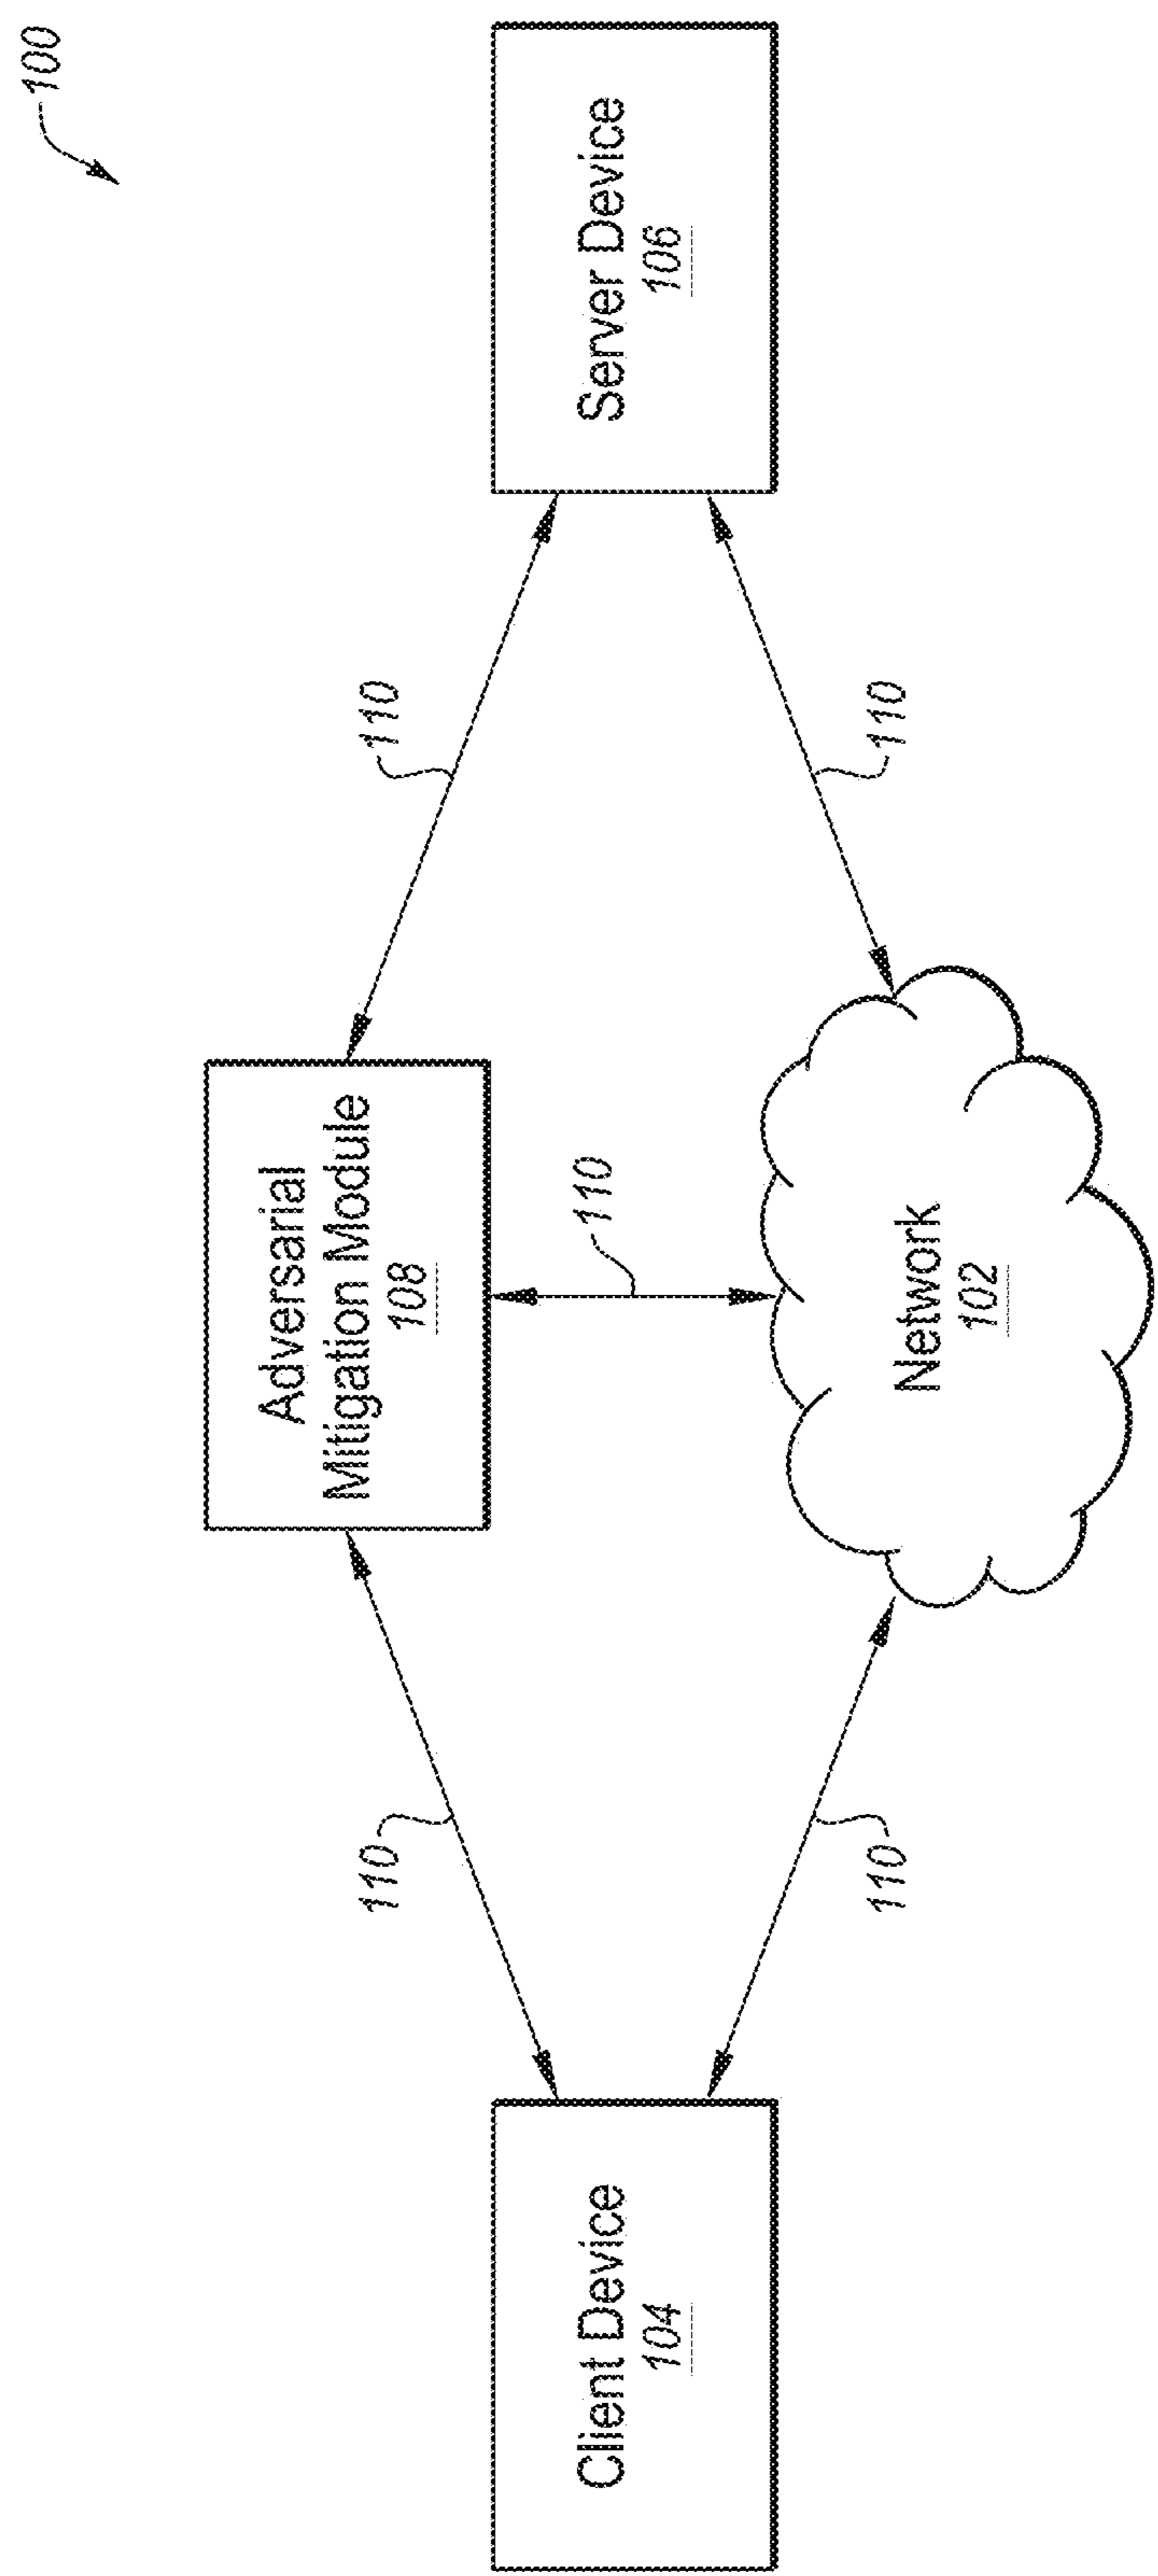 100
Adversarial
Mitigation Module
108
110
110
110
Client Device
104
Server Device
106
110
110
Network
102